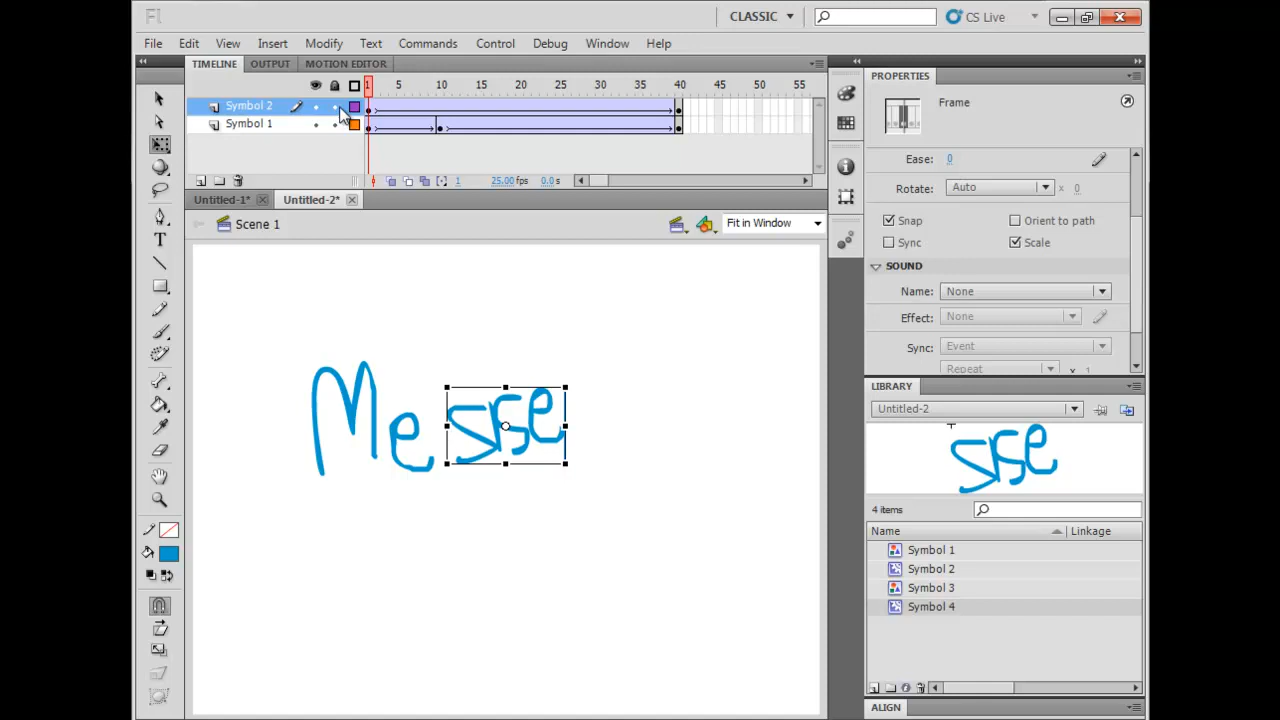 Fl CLASSIC CS Live
File Edit View Insert Modify Text Commands Control Debug Window Help
TIMELINE OUTPUT MOTION EDITOR
1 5 10 15 20 25 30 35 40 45 50 55
Symbol 2
Symbol 1
1 25.00 fps 0.0 s
Untitled-1* Untitled-2*
Scene 1 Fit in Window
PROPERTIES
Frame
Ease: 0
Rotate: Auto x 0
Snap Orient to path
Sync Scale
SOUND
Name: None
Effect: None
Sync: Event
Repeat x 1
LIBRARY
Untitled-2
4 items
Name Linkage
Symbol 1
Symbol 2
Symbol 3
Symbol 4
ALIGN
Me